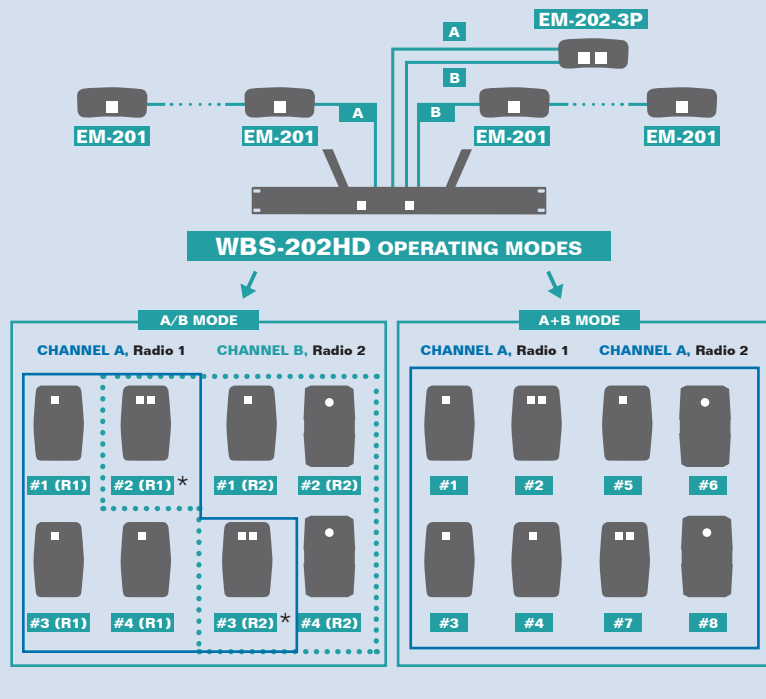 EM-202-3P
A
B
A
B
EM-201
EM-201
EM-201
EM-201
WBS-202HD OPERATING MODES
A/B MODE
CHANNEL A, Radio 1
CHANNEL B, Radio 2
#1 (R1)
#2 (R1) *
#1 (R2)
#2 (R2)
#3 (R1)
#4 (R1)
#3 (R2) *
#4 (R2)
A+B MODE
CHANNEL A, Radio 1
CHANNEL A, Radio 2
#1
#2
#5
#6
#3
#4
#7
#8